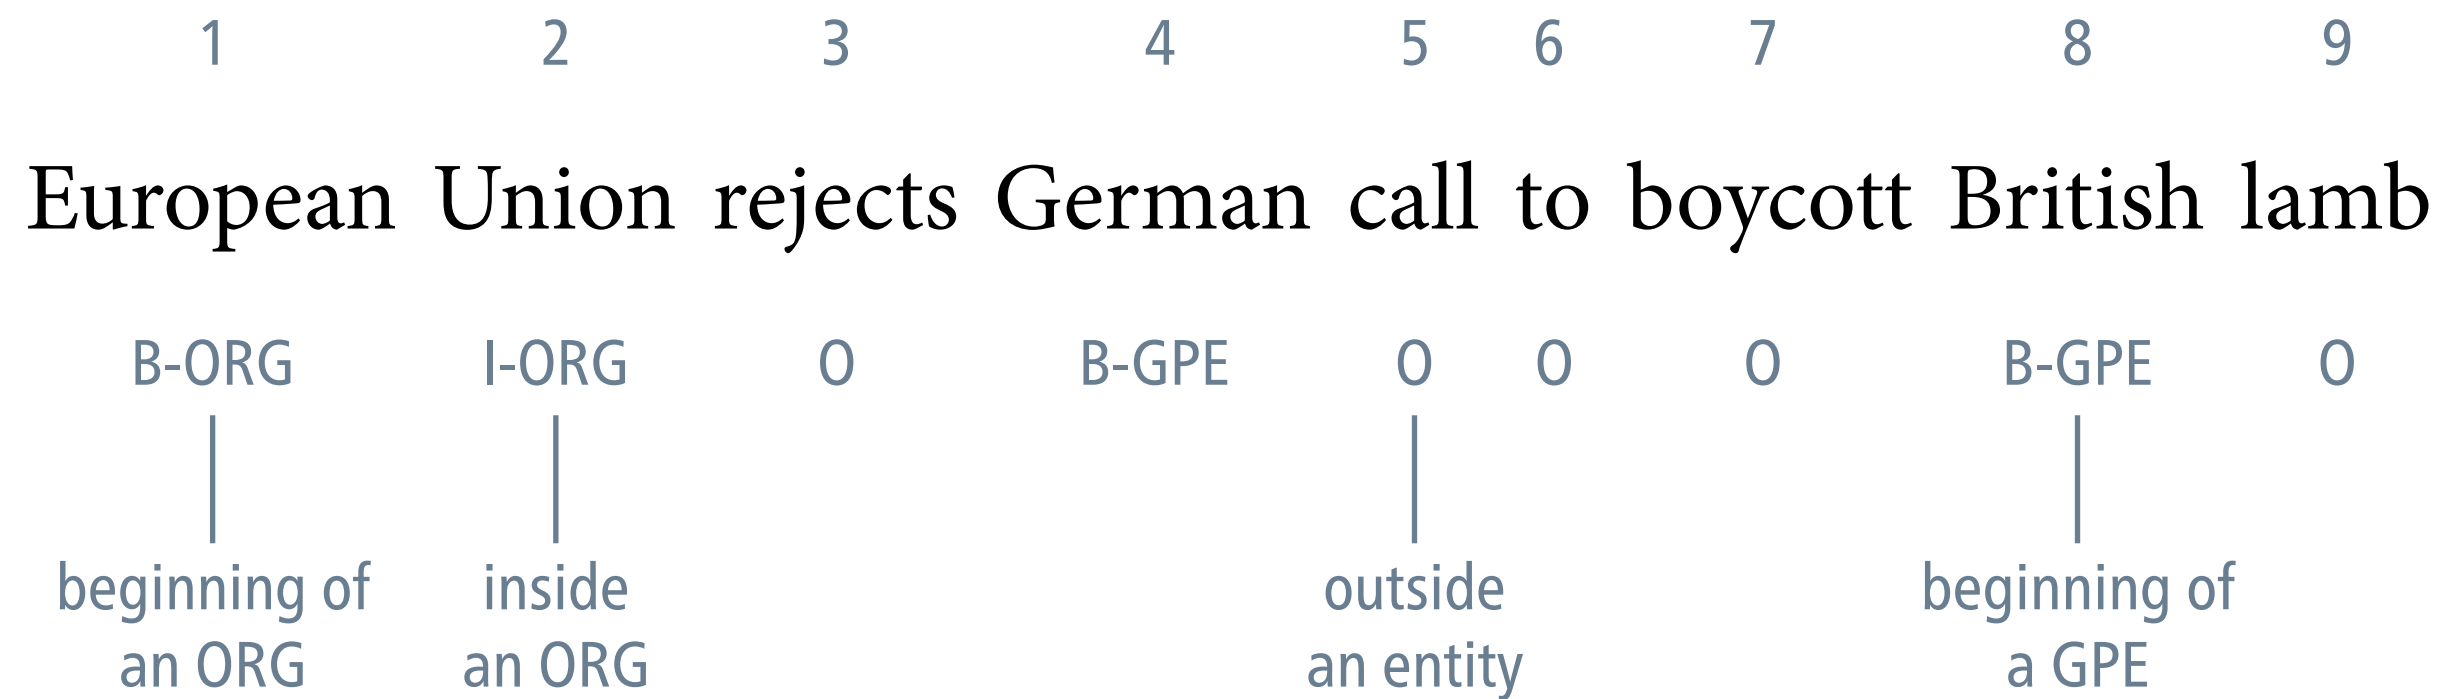 1 2 3 4 5 6 7 8 9
European Union rejects German call to boycott British lamb
B-ORG I-ORG O B-GPE O O O B-GPE O
beginning of inside outside beginning of
an ORG an ORG an entity a GPE